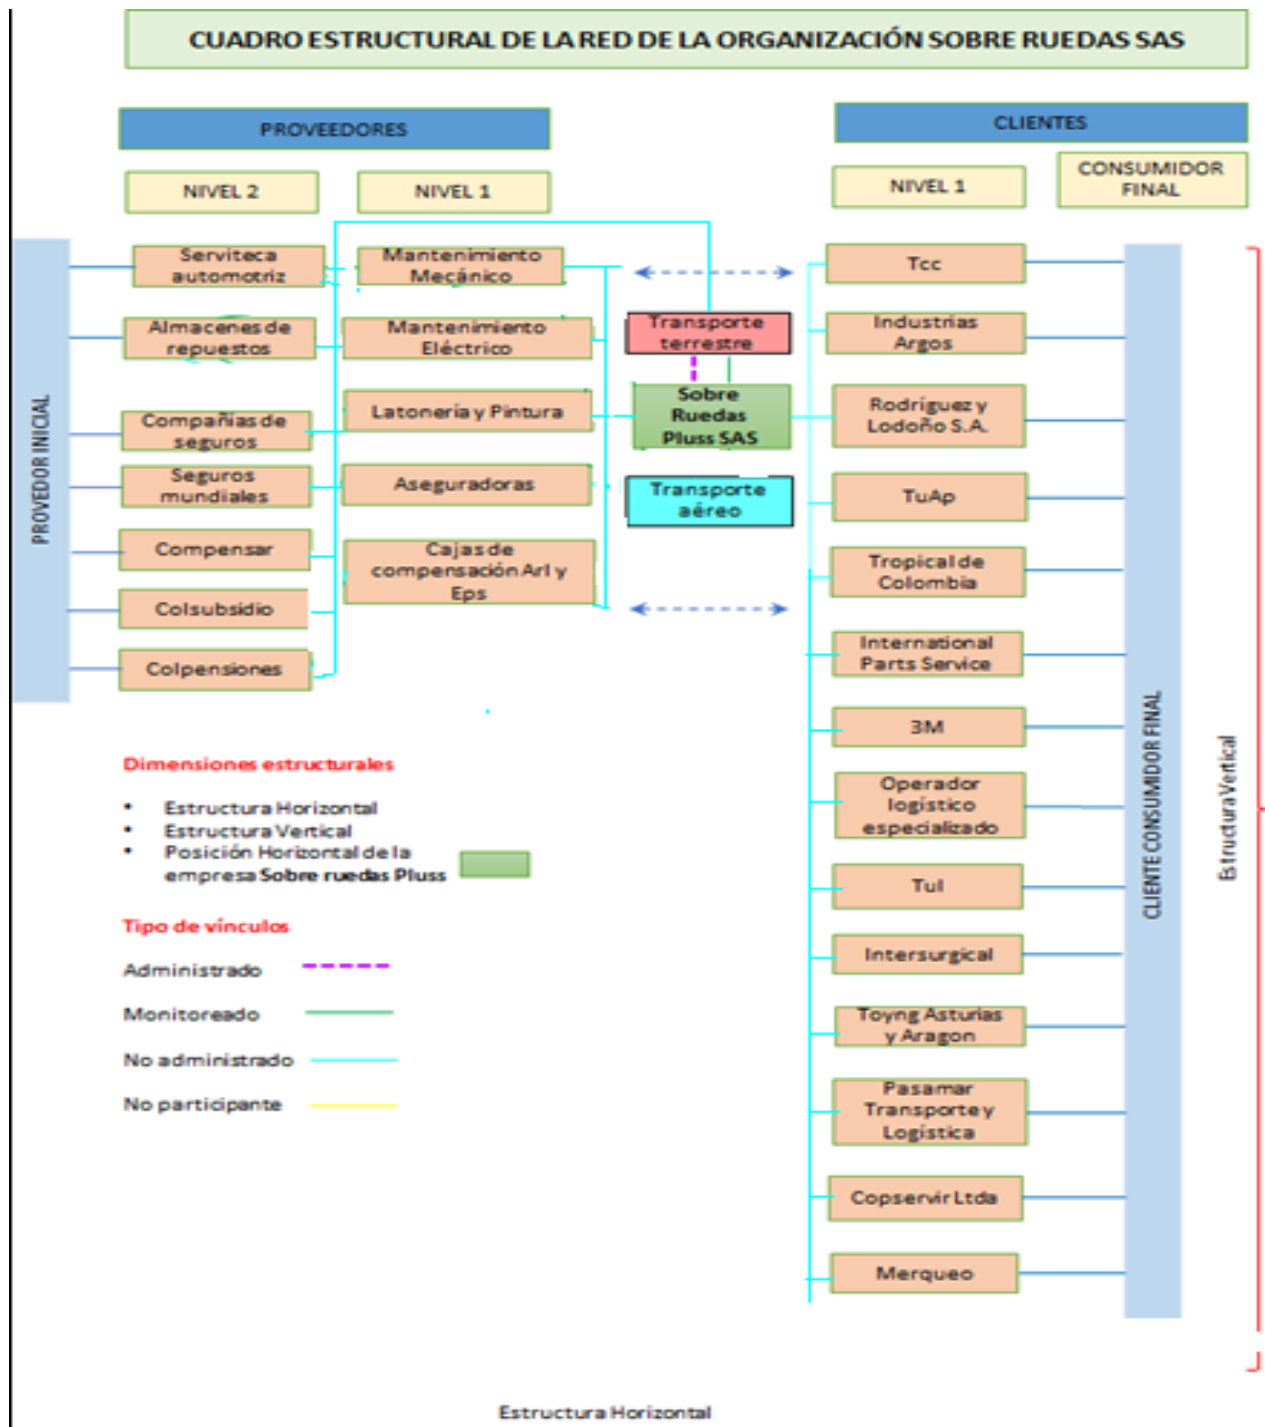 CUADRO ESTRUCTURAL DE LA RED DE LA ORGANIZACIÓN SOBRE RUEDAS SAS
PROVEEDORES
CLIENTES
NIVEL 2
NIVEL 1
NIVEL 1
CONSUMIDOR
FINAL
PROVEDOR INICIAL
Serviteca
automotriz
Almacenes de
repuestos
Compañias de
seguros
Seguros
mundiales
Compensar
Colsubsidio
Colpensiones
Mantenimiento
Mecánico
Mantenimiento
Eléctrico
Latonería y Pintura
Aseguradoras
Cajas de
compensación Arl y
Eps
Transporte
terrestre
Sobre
Ruedas
Pluss SAS
Transporte
aéreo
Tcc
Industrias
Argos
Rodríguez y
Lodoño S.A.
TuAp
Tropical de
Colombia
International
Parts Service
3M
Operador
logístico
especializado
Tul
Intersurgical
Toyng Asturias
y Aragon
Pasamar
Transporte y
Logística
Copservir Ltda
Merqueo
CLIENTE CONSUMIDOR FINAL
Estructura Vertical
Dimensiones estructurales
• Estructura Horizontal
• Estructura Vertical
• Posición Horizontal de la
empresa Sobre ruedas Pluss
Tipo de vínculos
Administrado
Monitoreado
No administrado
No participante
Estructura Horizontal